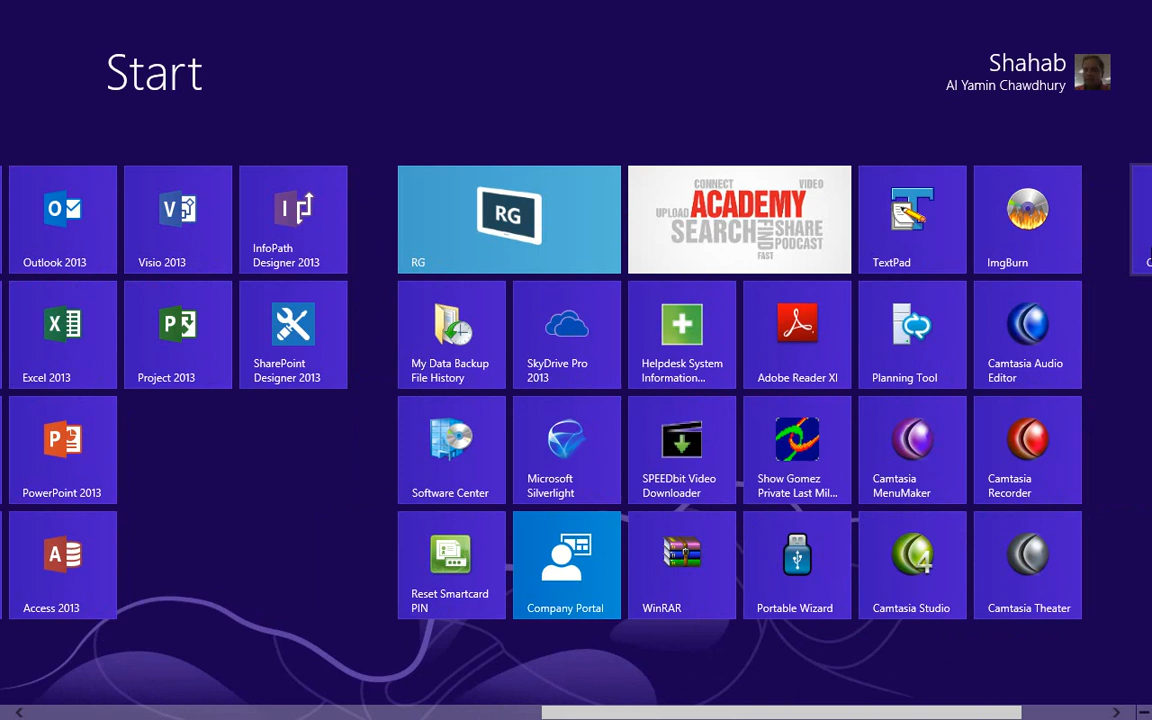 Start
Shahab
Al Yamin Chawdhury
Outlook 2013
Visio 2013
InfoPath
Designer 2013
RG
RG
CONNECT
VIDEO
UPLOAD
ACADEMY
SEARCH
FIND
SHARE
PODCAST
FAST
TextPad
ImgBurn
Excel 2013
Project 2013
SharePoint
Designer 2013
My Data Backup
File History
SkyDrive Pro
2013
Helpdesk System
Information...
Adobe Reader XI
Planning Tool
Camtasia Audio
Editor
PowerPoint 2013
Software Center
Microsoft
Silverlight
SPEEDbit Video
Downloader
Show Gomez
Private Last Mil...
Camtasia
MenuMaker
Camtasia
Recorder
Access 2013
Reset Smartcard
PIN
Company Portal
WinRAR
Portable Wizard
4
Camtasia Studio
Camtasia Theater